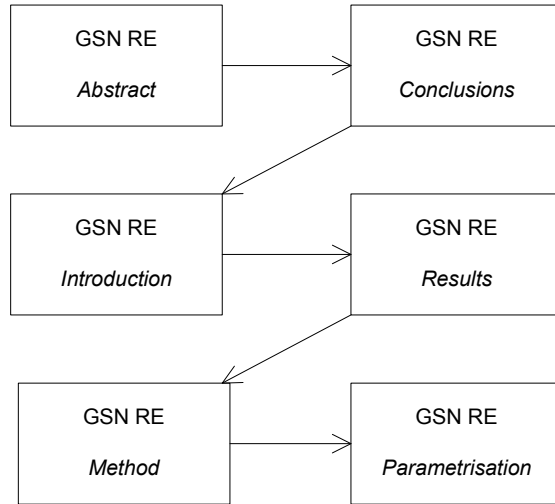 GSN RE
Abstract
GSN RE
Conclusions
GSN RE
Introduction
GSN RE
Results
GSN RE
Method
GSN RE
Parametrisation